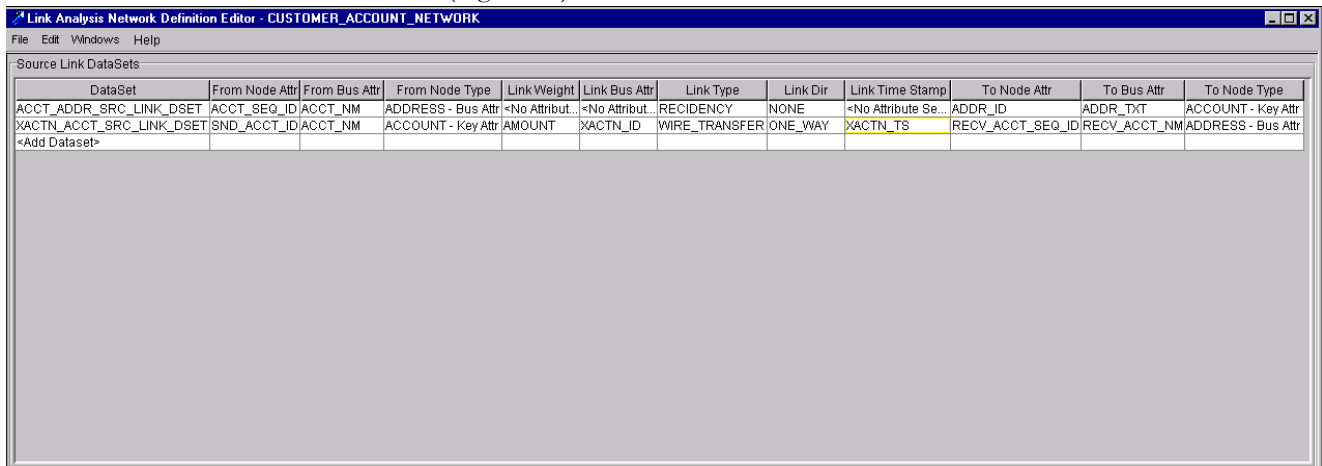 Link Analysis Network Definition Editor - CUSTOMER_ACCOUNT_NETWORK
File Edit Windows Help
Source Link DataSets
DataSet From Node Attr From Bus Attr From Node Type Link Weight Link Bus Attr Link Type Link Dir Link Time Stamp To Node Attr To Bus Attr To Node Type
ACCT_ADDR_SRC_LINK_DSET ACCT_SEQ_ID ACCT_NM ADDRESS - Bus Attr <No Attribut... <No Attribut... RECIDENCY NONE <No Attribute Se... ADDR_ID ADDR_TXT ACCOUNT - Key Attr
XACTN_ACCT_SRC_LINK_DSET SND_ACCT_ID ACCT_NM ACCOUNT - Key Attr AMOUNT XACTN_ID WIRE_TRANSFER ONE_WAY XACTN_TS RECV_ACCT_SEQ_ID RECV_ACCT_NM ADDRESS - Bus Attr
<Add Dataset>